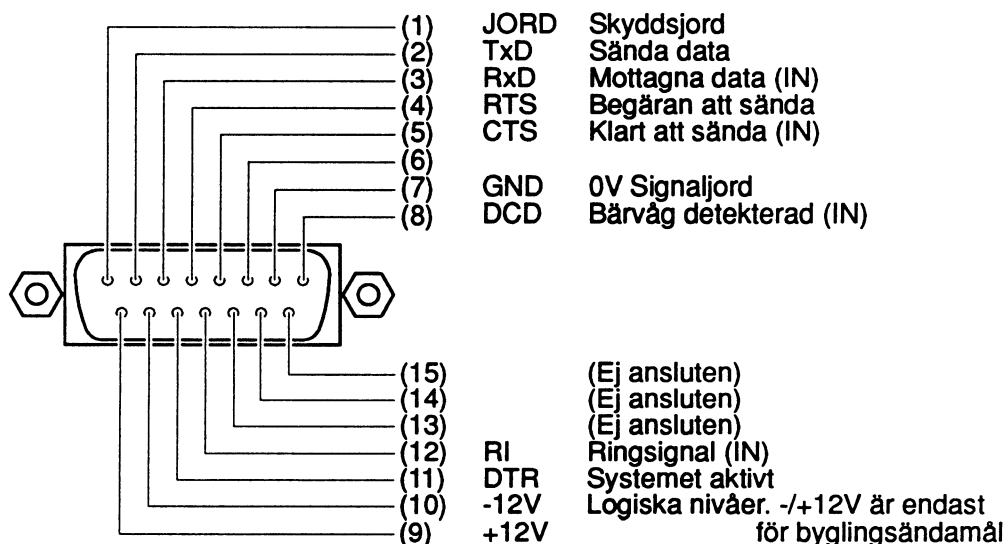 (1) JORD Skyddsjord
(2) TxD Sända data
(3) RxD Mottagna data (IN)
(4) RTS Begäran att sända
(5) CTS Klart att sända (IN)
(6)
(7) GND 0V Signaljord
(8) DCD Bärvåg detekterad (IN)
(15) (Ej ansluten)
(14) (Ej ansluten)
(13) (Ej ansluten)
(12) RI Ringsignal (IN)
(11) DTR Systemet aktivt
(10) -12V Logiska nivåer. -/+12V är endast
(9) +12V för byglingsändamål